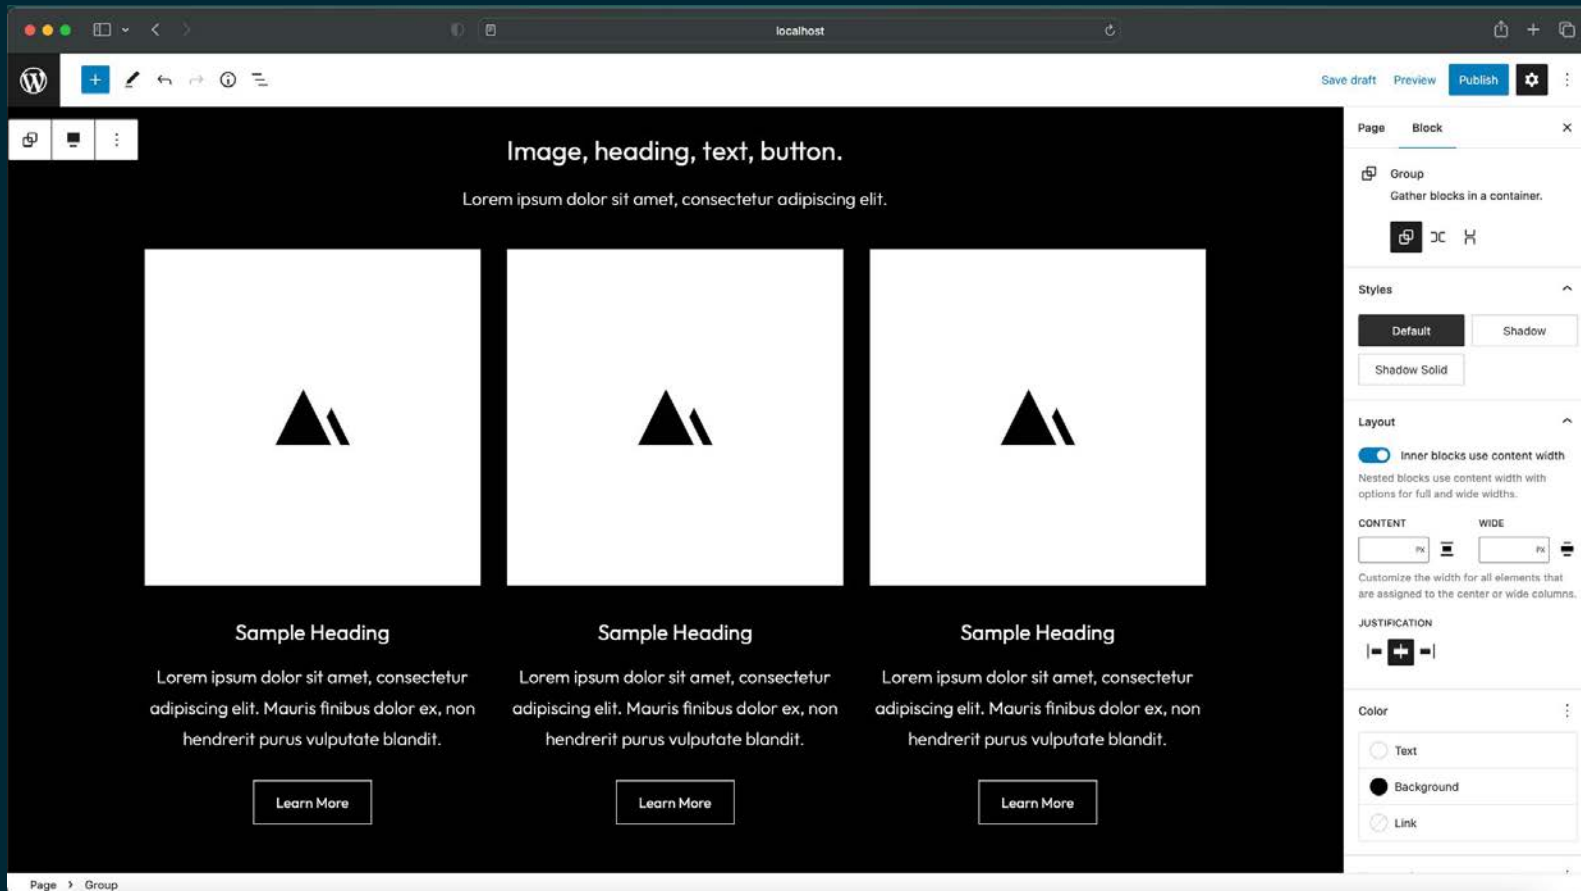 localhost
Save draft Preview Publish
Image, heading, text, button.
Lorem ipsum dolor sit amet, consectetur adipiscing elit.
Sample Heading
Lorem ipsum dolor sit amet, consectetur
adipiscing elit. Mauris finibus dolor ex, non
hendrerit purus vulputate blandit.
Learn More
Sample Heading
Lorem ipsum dolor sit amet, consectetur
adipiscing elit. Mauris finibus dolor ex, non
hendrerit purus vulputate blandit.
Learn More
Sample Heading
Lorem ipsum dolor sit amet, consectetur
adipiscing elit. Mauris finibus dolor ex, non
hendrerit purus vulputate blandit.
Learn More
Page Block
Group
Gather blocks in a container.
Styles
Default Shadow
Shadow Solid
Layout
Inner blocks use content width
Nested blocks use content width with
options for full and wide widths.
CONTENT WIDE
PX PX
Customize the width for all elements that
are assigned to the center or wide columns.
JUSTIFICATION
Color
Text
Background
Link
Page > Group